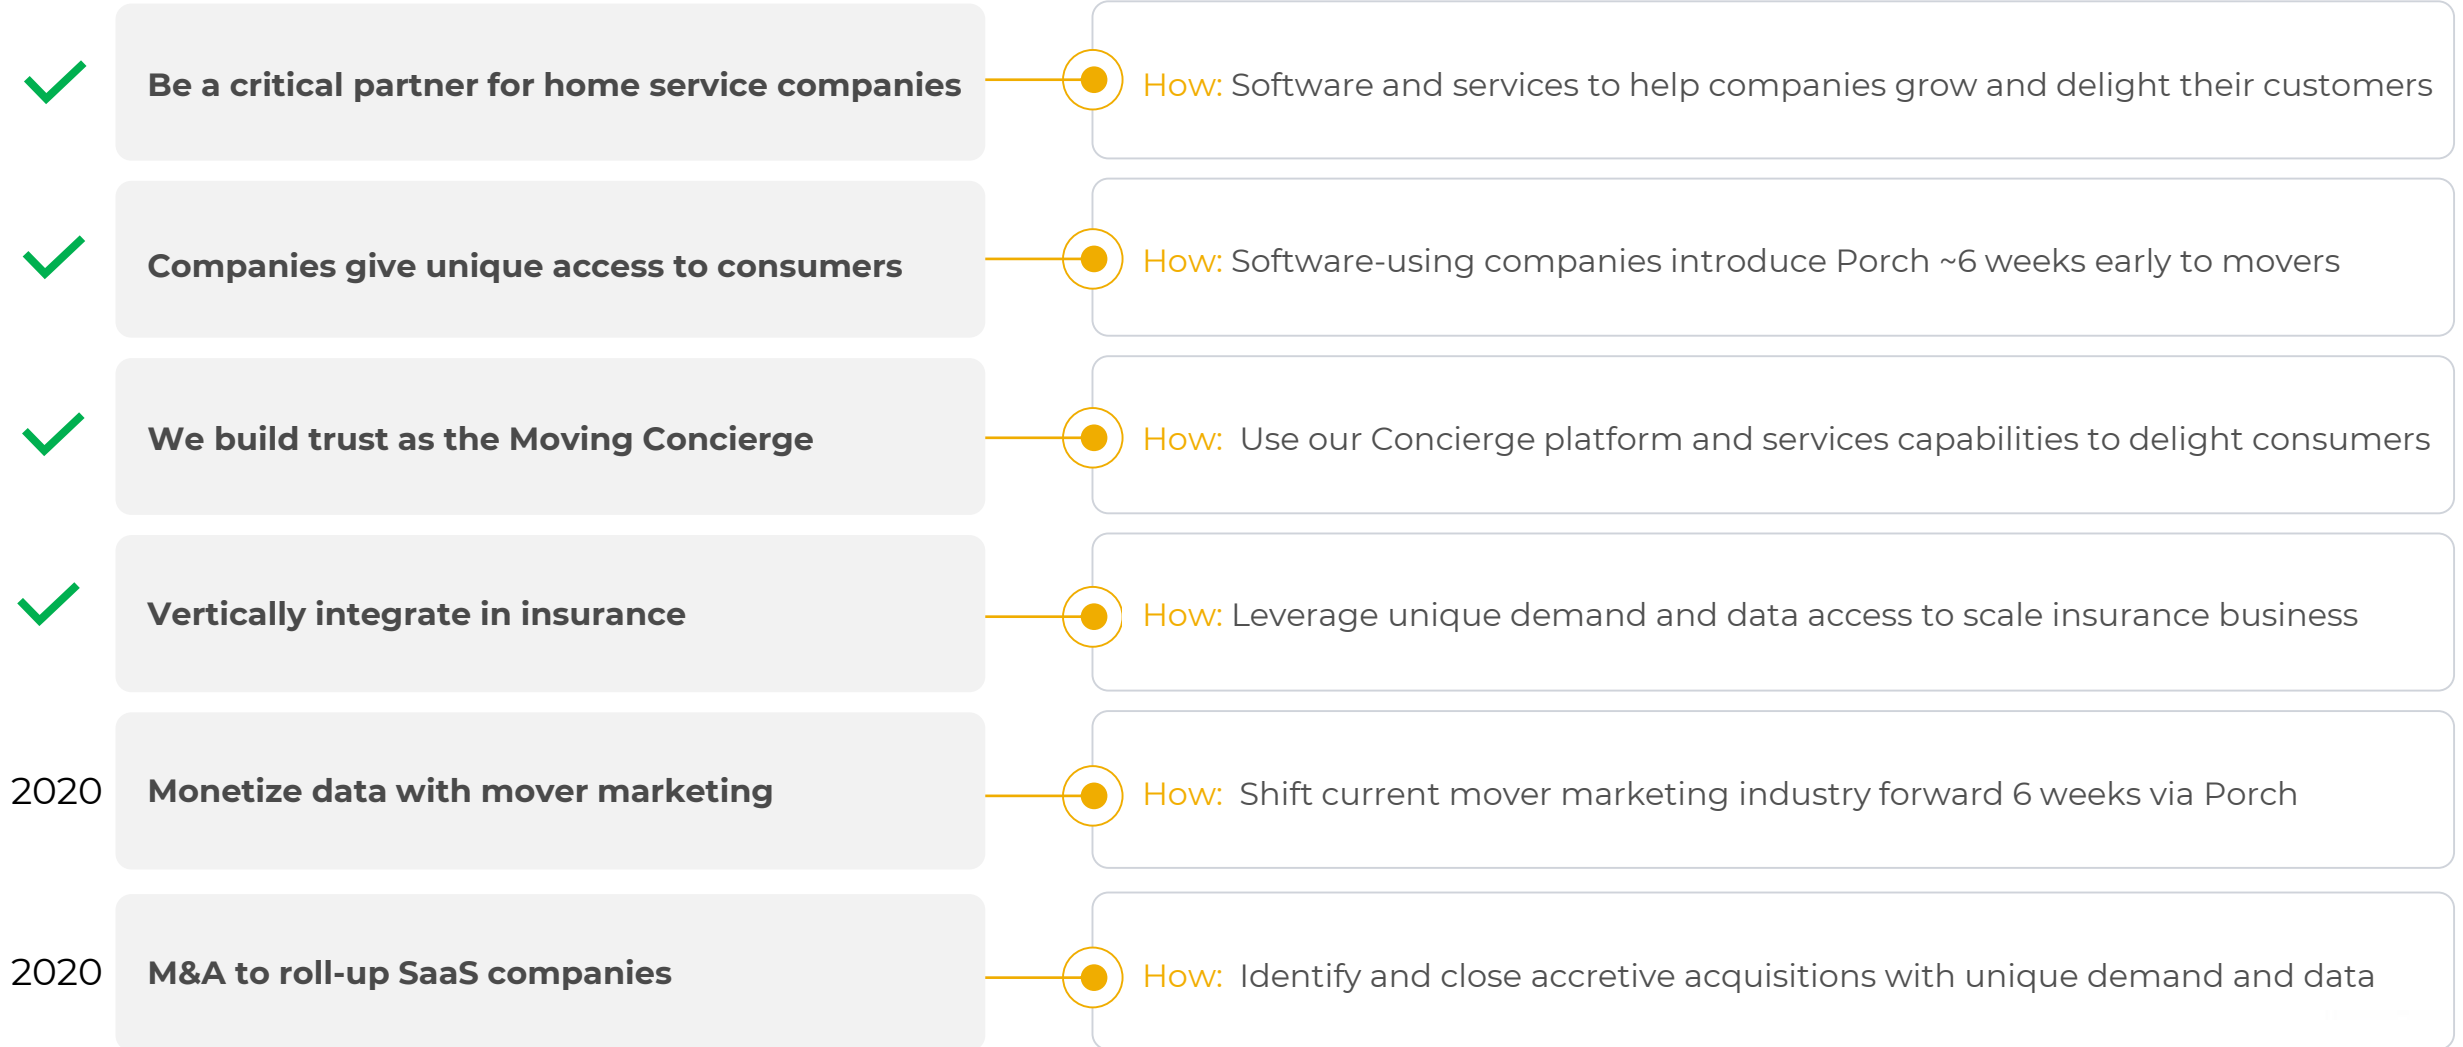 Be a critical partner for home service companies
How: Software and services to help companies grow and delight their customers
Companies give unique access to consumers
How: Software-using companies introduce Porch ~6 weeks early to movers
We build trust as the Moving Concierge
How: Use our Concierge platform and services capabilities to delight consumers
Vertically integrate in insurance
How: Leverage unique demand and data access to scale insurance business
2020 Monetize data with mover marketing
How: Shift current mover marketing industry forward 6 weeks via Porch
2020 M&A to roll-up SaaS companies
How: Identify and close accretive acquisitions with unique demand and data